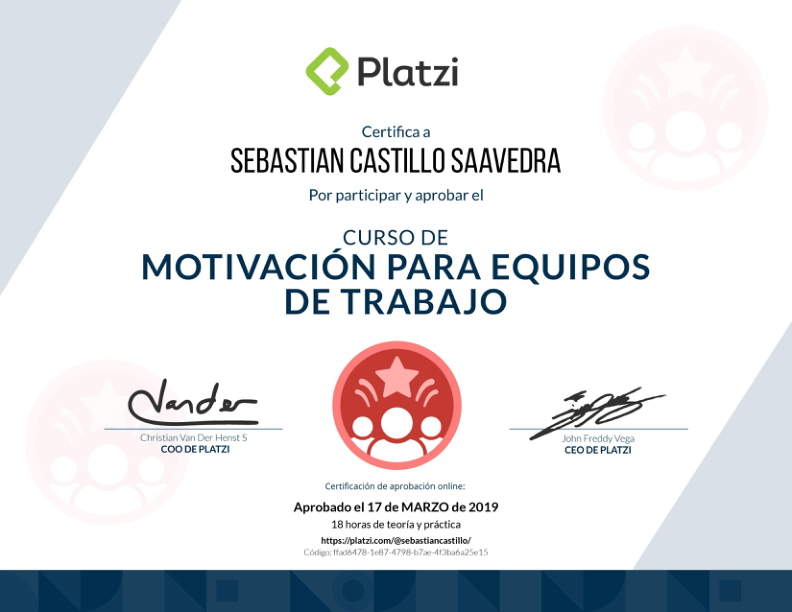 Platzi
Certifica a
SEBASTIAN CASTILLO SAAVEDRA
Por participar y aprobar el
CURSO DE
MOTIVACIÓN PARA EQUIPOS
DE TRABAJO
Vander
Christian Van Der Henst S
COO DE PLATZI
John Freddy Vega
CEO DE PLATZI
Certificación de aprobación online:
Aprobado el 17 de MARZO de 2019
18 horas de teoría y práctica
https://platzi.com/@sebastiancastillo/
Código: ffad6478-1e87-4798-b7ae-4f3ba6a25e15